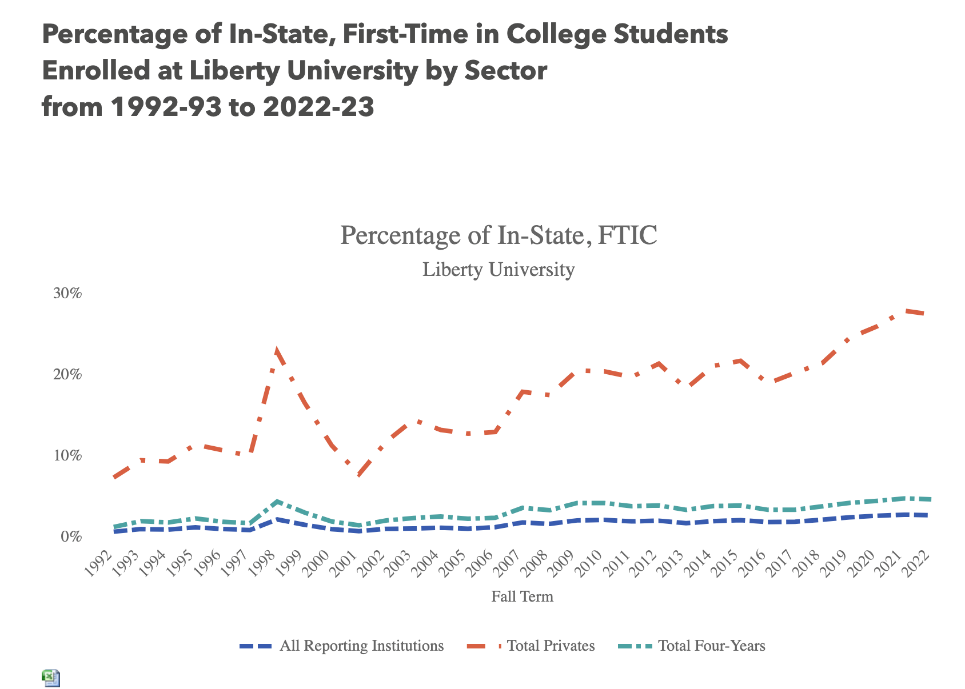 Percentage of In-State, First-Time in College Students
Enrolled at Liberty University by Sector
from 1992-93 to 2022-23
Percentage of In-State, FTIC
Liberty University
30%
20%
10%
0%
1992 1993 1994 1995 1996 1997 1998 1999 2000 2001 2002 2003 2004 2005 2006 2007 2008 2009 2010 2011 2012 2013 2014 2015 2016 2017 2018 2019 2020 2021 2022
Fall Term
All Reporting Institutions Total Privates Total Four-Years